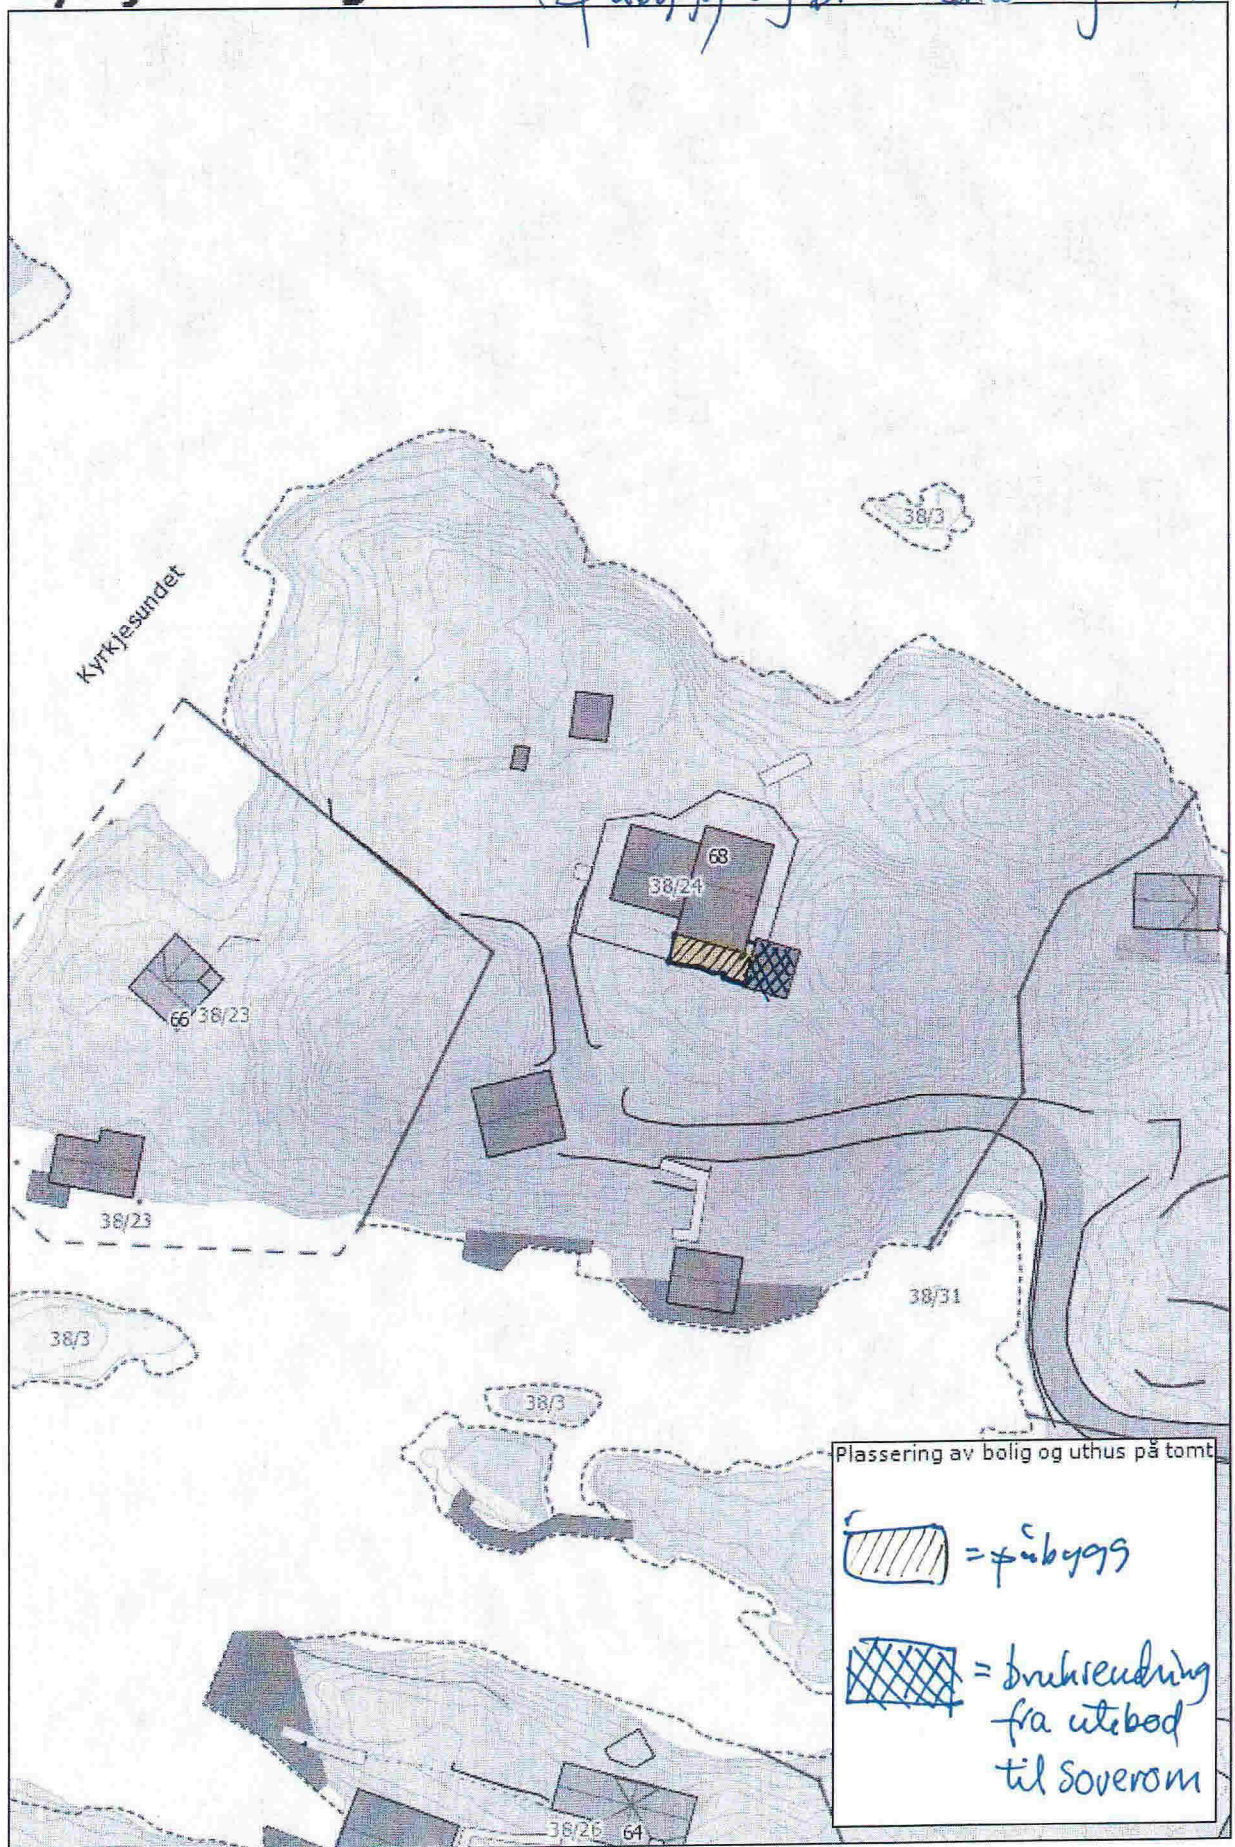 38/3
Kyrkjesundet
68
38/24
66 38/23
38/23
38/31
38/3
38/3
Plassering av bolig og uthus på tomt
= påbygg
= bruksendring
fra utebod
til soverom
38/26 64